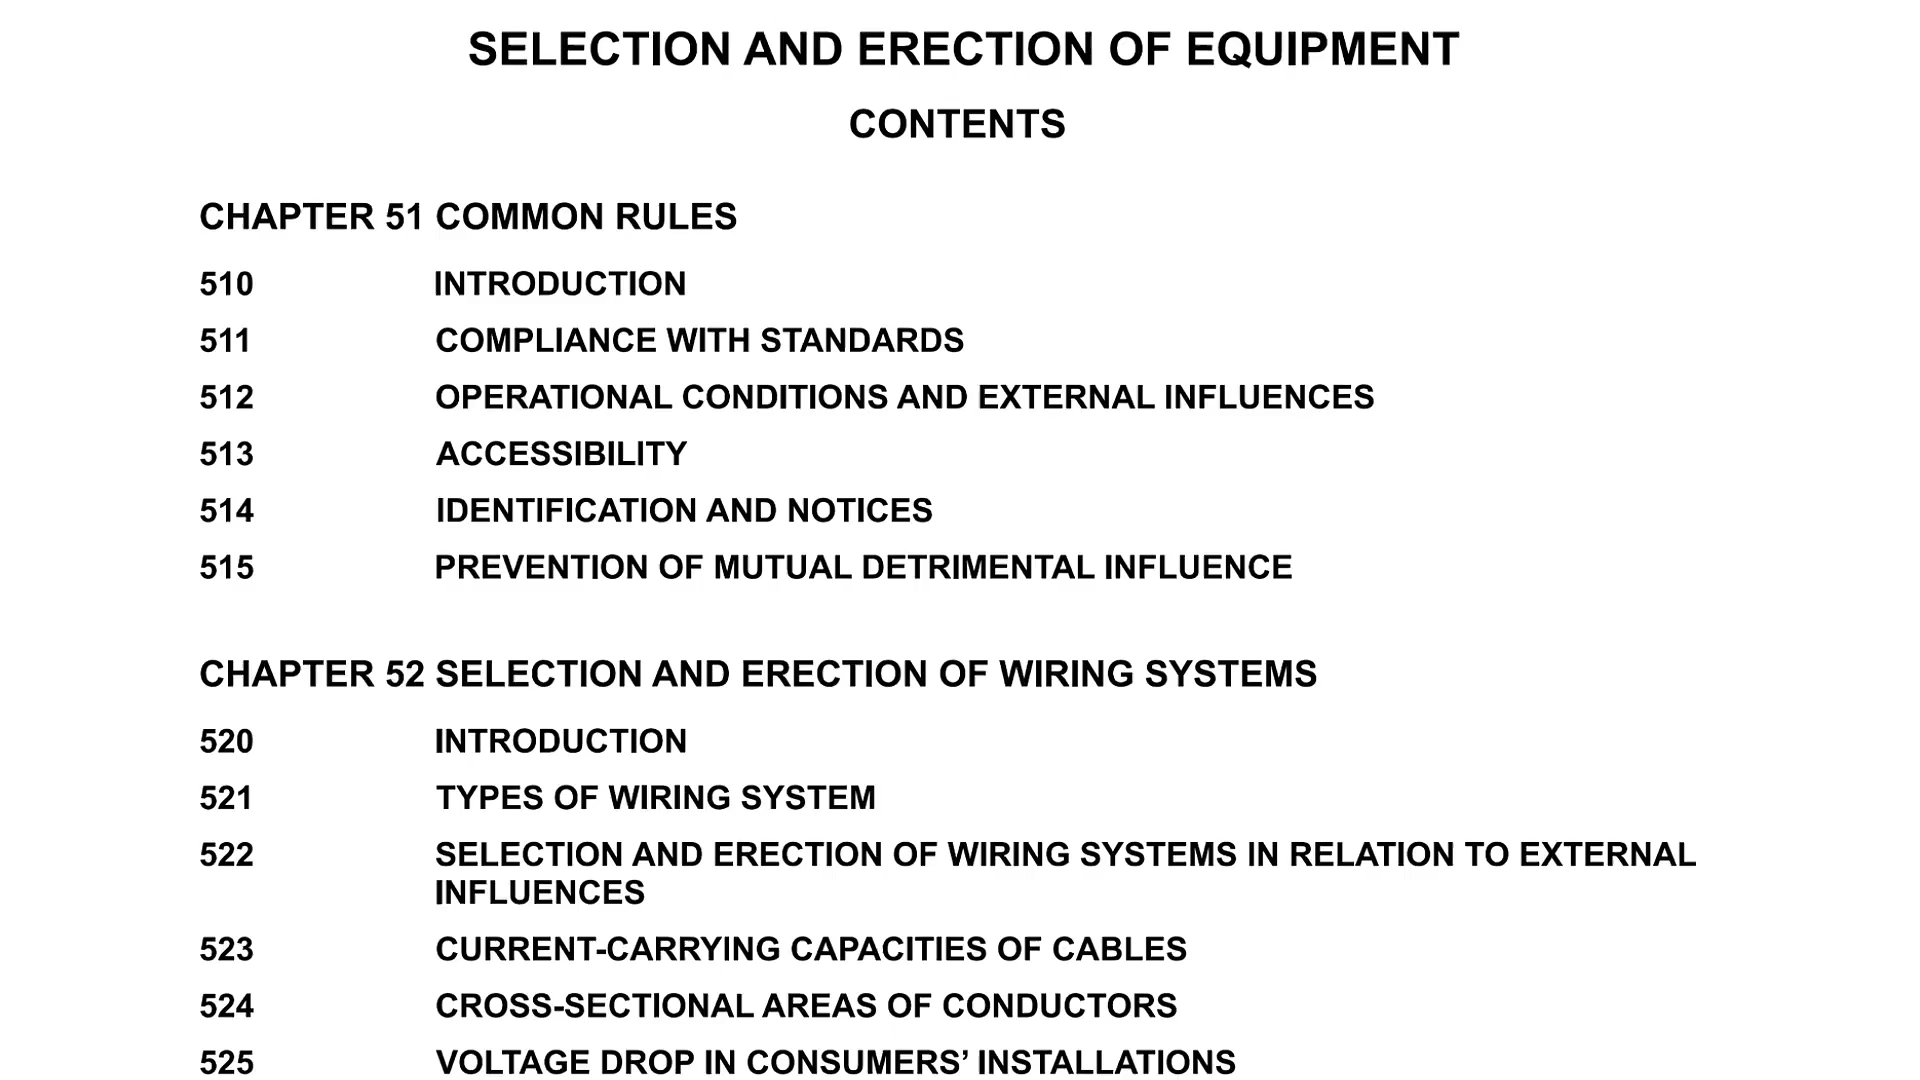 SELECTION AND ERECTION OF EQUIPMENT
CONTENTS
CHAPTER 51 COMMON RULES
510 INTRODUCTION
511 COMPLIANCE WITH STANDARDS
512 OPERATIONAL CONDITIONS AND EXTERNAL INFLUENCES
513 ACCESSIBILITY
514 IDENTIFICATION AND NOTICES
515 PREVENTION OF MUTUAL DETRIMENTAL INFLUENCE
CHAPTER 52 SELECTION AND ERECTION OF WIRING SYSTEMS
520 INTRODUCTION
521 TYPES OF WIRING SYSTEM
522 SELECTION AND ERECTION OF WIRING SYSTEMS IN RELATION TO EXTERNAL
INFLUENCES
523 CURRENT-CARRYING CAPACITIES OF CABLES
524 CROSS-SECTIONAL AREAS OF CONDUCTORS
525 VOLTAGE DROP IN CONSUMERS’ INSTALLATIONS